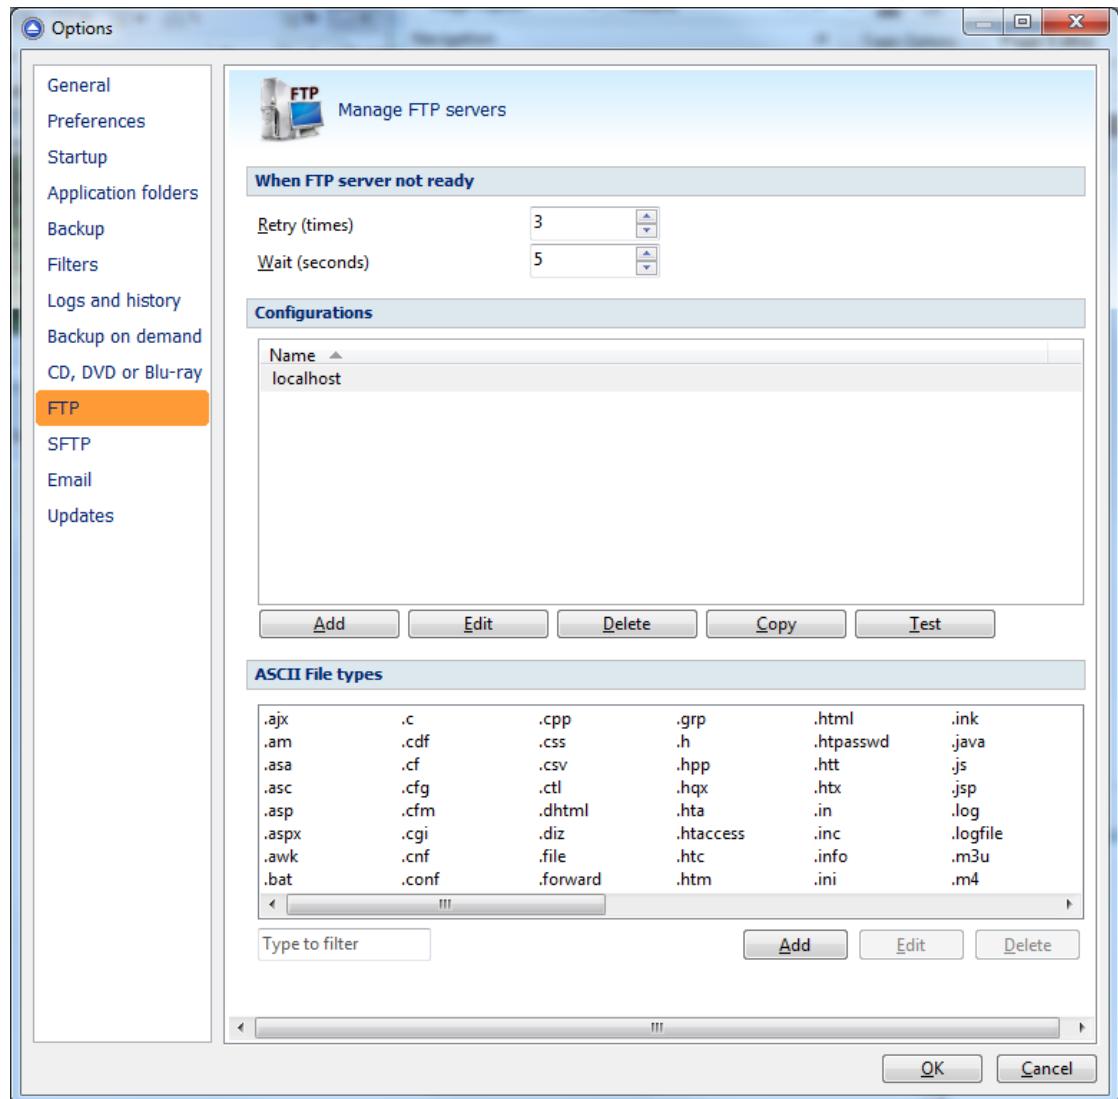 Options
General
Preferences
Startup
Application folders
Backup
Filters
Logs and history
Backup on demand
CD, DVD or Blu-ray
FTP
SFTP
Email
Updates
FTP
Manage FTP servers
When FTP server not ready
Retry (times) 3
Wait (seconds) 5
Configurations
Name
localhost
Add Edit Delete Copy Test
ASCII File types
.ajx .c .cpp .grp .html .ink
.am .cdf .css .h .htpasswd .java
.asa .cf .csv .hpp .htt .js
.asc .cfg .ctl .hqx .htx .jsp
.asp .cfm .dhtml .hta .in .log
.aspx .cgi .diz .htaccess .inc .logfile
.awk .cnf .file .htc .info .m3u
.bat .conf .forward .htm .ini .m4
Type to filter Add Edit Delete
OK Cancel